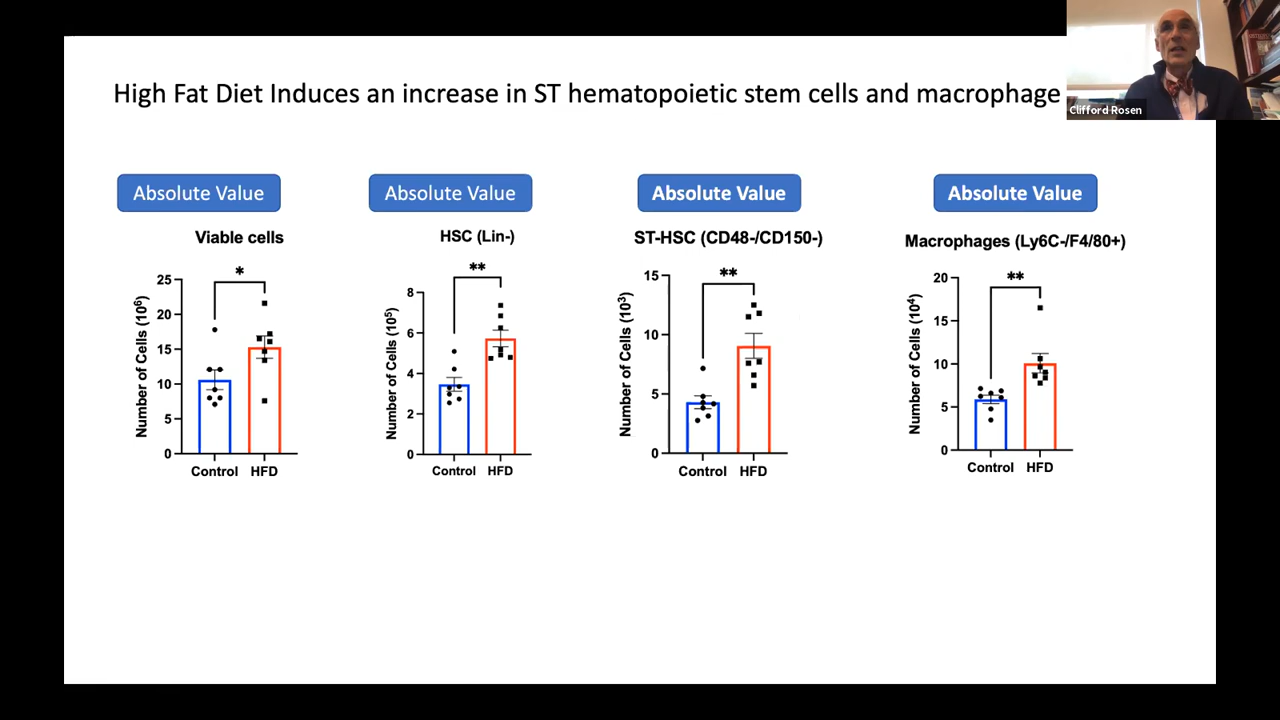 High Fat Diet Induces an increase in ST hematopoietic stem cells and macrophage
Clifford Rosen
Absolute Value
Absolute Value
Absolute Value
Absolute Value
Viable cells
*
Number of Cells (10⁶)
25
20
15
10
5
0
Control HFD
HSC (Lin-)
**
Number of Cells (10⁵)
8
6
4
2
0
Control HFD
ST-HSC (CD48-/CD150-)
**
Number of Cells (10³)
15
10
5
0
Control HFD
Macrophages (Ly6C-/F4/80+)
**
Number of Cells (10⁴)
20
15
10
5
0
Control HFD